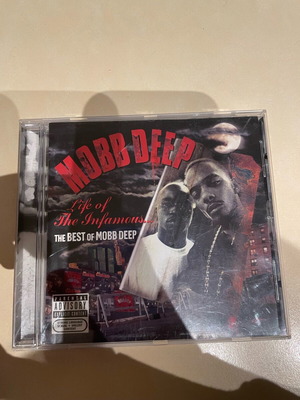 MOBB DEEP
Life of
The Infamous...
THE BEST OF MOBB DEEP
PARENTAL
ADVISORY
EXPLICIT CONTENT